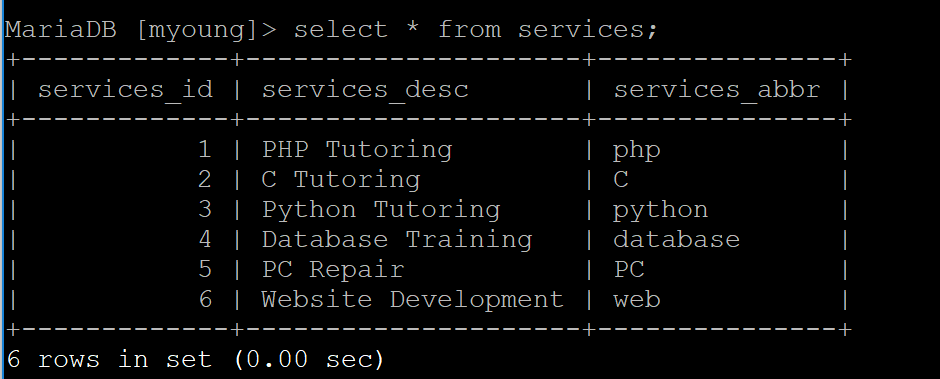 MariaDB [myoung]> select * from services;
+-------------+---------------------+---------------+
| services_id | services_desc       | services_abbr |
+-------------+---------------------+---------------+
|           1 | PHP Tutoring        | php           |
|           2 | C Tutoring          | C             |
|           3 | Python Tutoring     | python        |
|           4 | Database Training   | database      |
|           5 | PC Repair           | PC            |
|           6 | Website Development | web           |
+-------------+---------------------+---------------+
6 rows in set (0.00 sec)